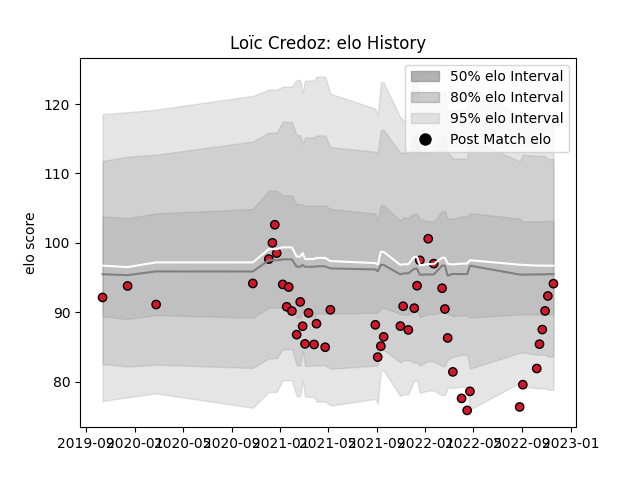 Loïc Credoz: elo History
50% elo Interval
80% elo Interval
95% elo Interval
Post Match elo
elo score
120
110
100
90
80
2019-09 2020-01 2020-05 2020-09 2021-01 2021-05 2021-09 2022-01 2022-05 2022-09 2023-01